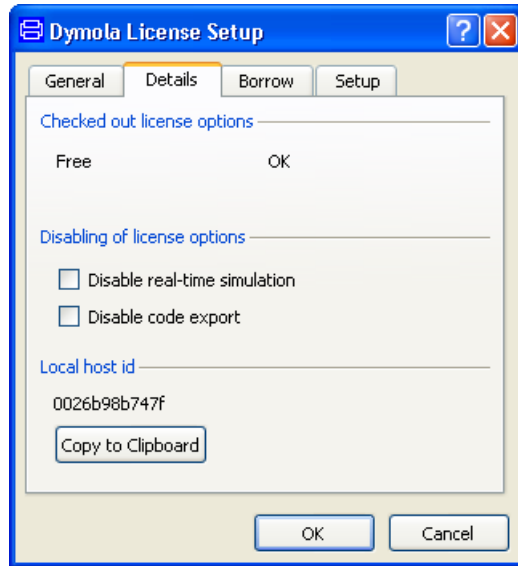 Dymola License Setup
General Details Borrow Setup
Checked out license options
Free OK
Disabling of license options
Disable real-time simulation
Disable code export
Local host id
0026b98b747f
Copy to Clipboard
OK Cancel